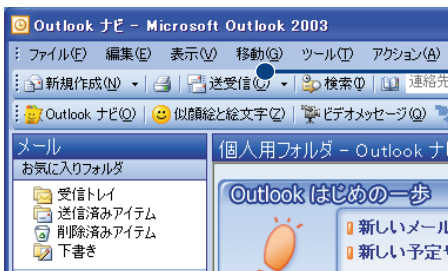 Outlook ナビ - Microsoft Outlook 2003
ファイル(F) 編集(E) 表示(V) 移動(G) ツール(T) アクション(A)
新規作成(N) 送受信(C) 検索(I) 連絡先
Outlook ナビ(O) 似顔絵と絵文字(Z) ビデオメッセージ(Q)
メール
お気に入りフォルダ
受信トレイ
送信済みアイテム
削除済みアイテム
下書き
個人用フォルダ - Outlook ナ
Outlook はじめの一歩
新しいメール
新しい予定